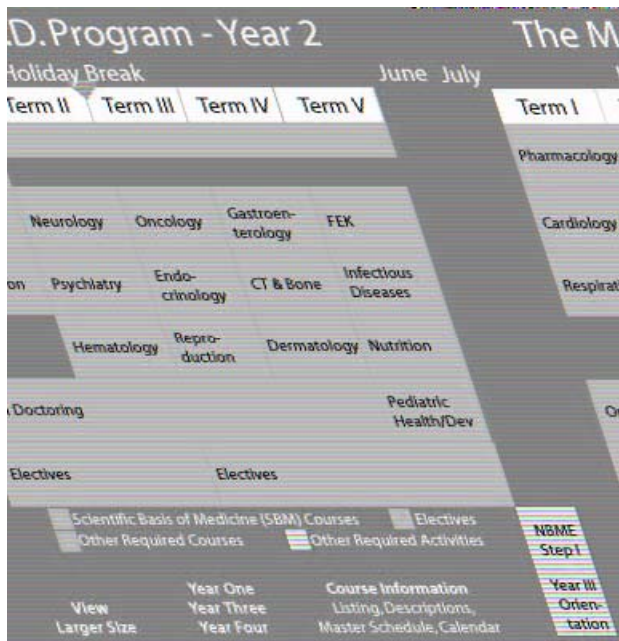 .D. Program - Year 2
The M
Holiday Break
June July
Term II Term III Term IV Term V
Term I
Pharmacology
Neurology Oncology Gastroen-
terology FEK
Cardiology
on Psychiatry Endo-
crinology CT & Bone Infectious
Diseases
Respirat
Hematology Repro-
duction Dermatology Nutrition
Doctoring
Pediatric
Health/Dev
Electives Electives
Scientific Basis of Medicine (SBM) Courses Electives
Other Required Courses Other Required Activities
NBME
Step I
Year III
Orien-
tation
View
Larger Size
Year One
Year Three
Year Four
Course Information
Listing, Descriptions,
Master Schedule, Calendar